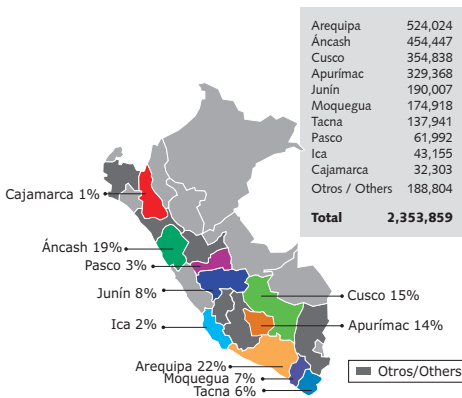 Arequipa 524,024
Áncash 454,447
Cusco 354,838
Apurímac 329,368
Junín 190,007
Moquegua 174,918
Tacna 137,941
Pasco 61,992
Ica 43,155
Cajamarca 32,303
Otros / Others 188,804
Total 2,353,859
Cajamarca 1%
Áncash 19%
Pasco 3%
Junín 8%
Cusco 15%
Ica 2%
Apurímac 14%
Arequipa 22%
Moquegua 7%
Tacna 6%
Otros/Others